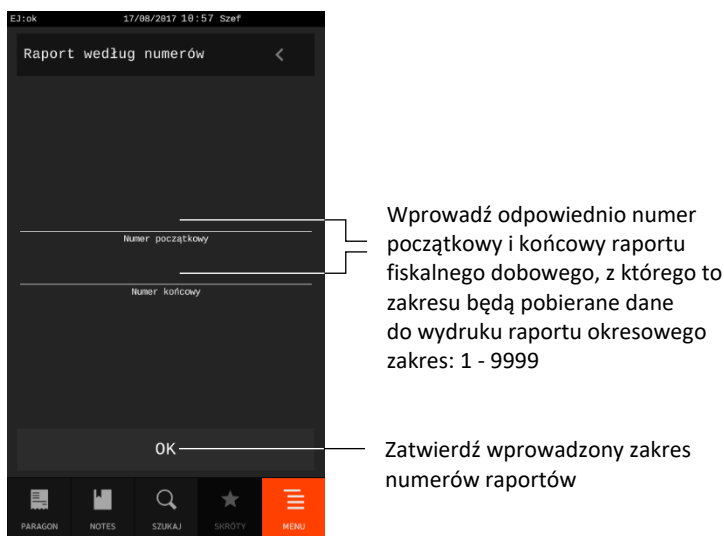 EJ:ok 17/08/2017 10:57 Szef
Raport według numerów
Numer początkowy
Numer końcowy
OK
PARAGON NOTES SZUKAJ SKRÓTY MENU
Wprowadź odpowiednio numer
początkowy i końcowy raportu
fiskalnego dobowego, z którego to
zakresu będą pobierane dane
do wydruku raportu okresowego
zakres: 1 - 9999
Zatwierdź wprowadzony zakres
numerów raportów